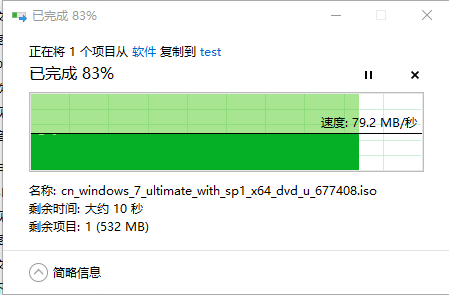 已完成 83%
正在将 1 个项目从 软件 复制到 test
已完成 83%
速度: 79.2 MB/秒
名称: cn_windows_7_ultimate_with_sp1_x64_dvd_u_677408.iso
剩余时间: 大约 10 秒
剩余项目: 1 (532 MB)
简略信息